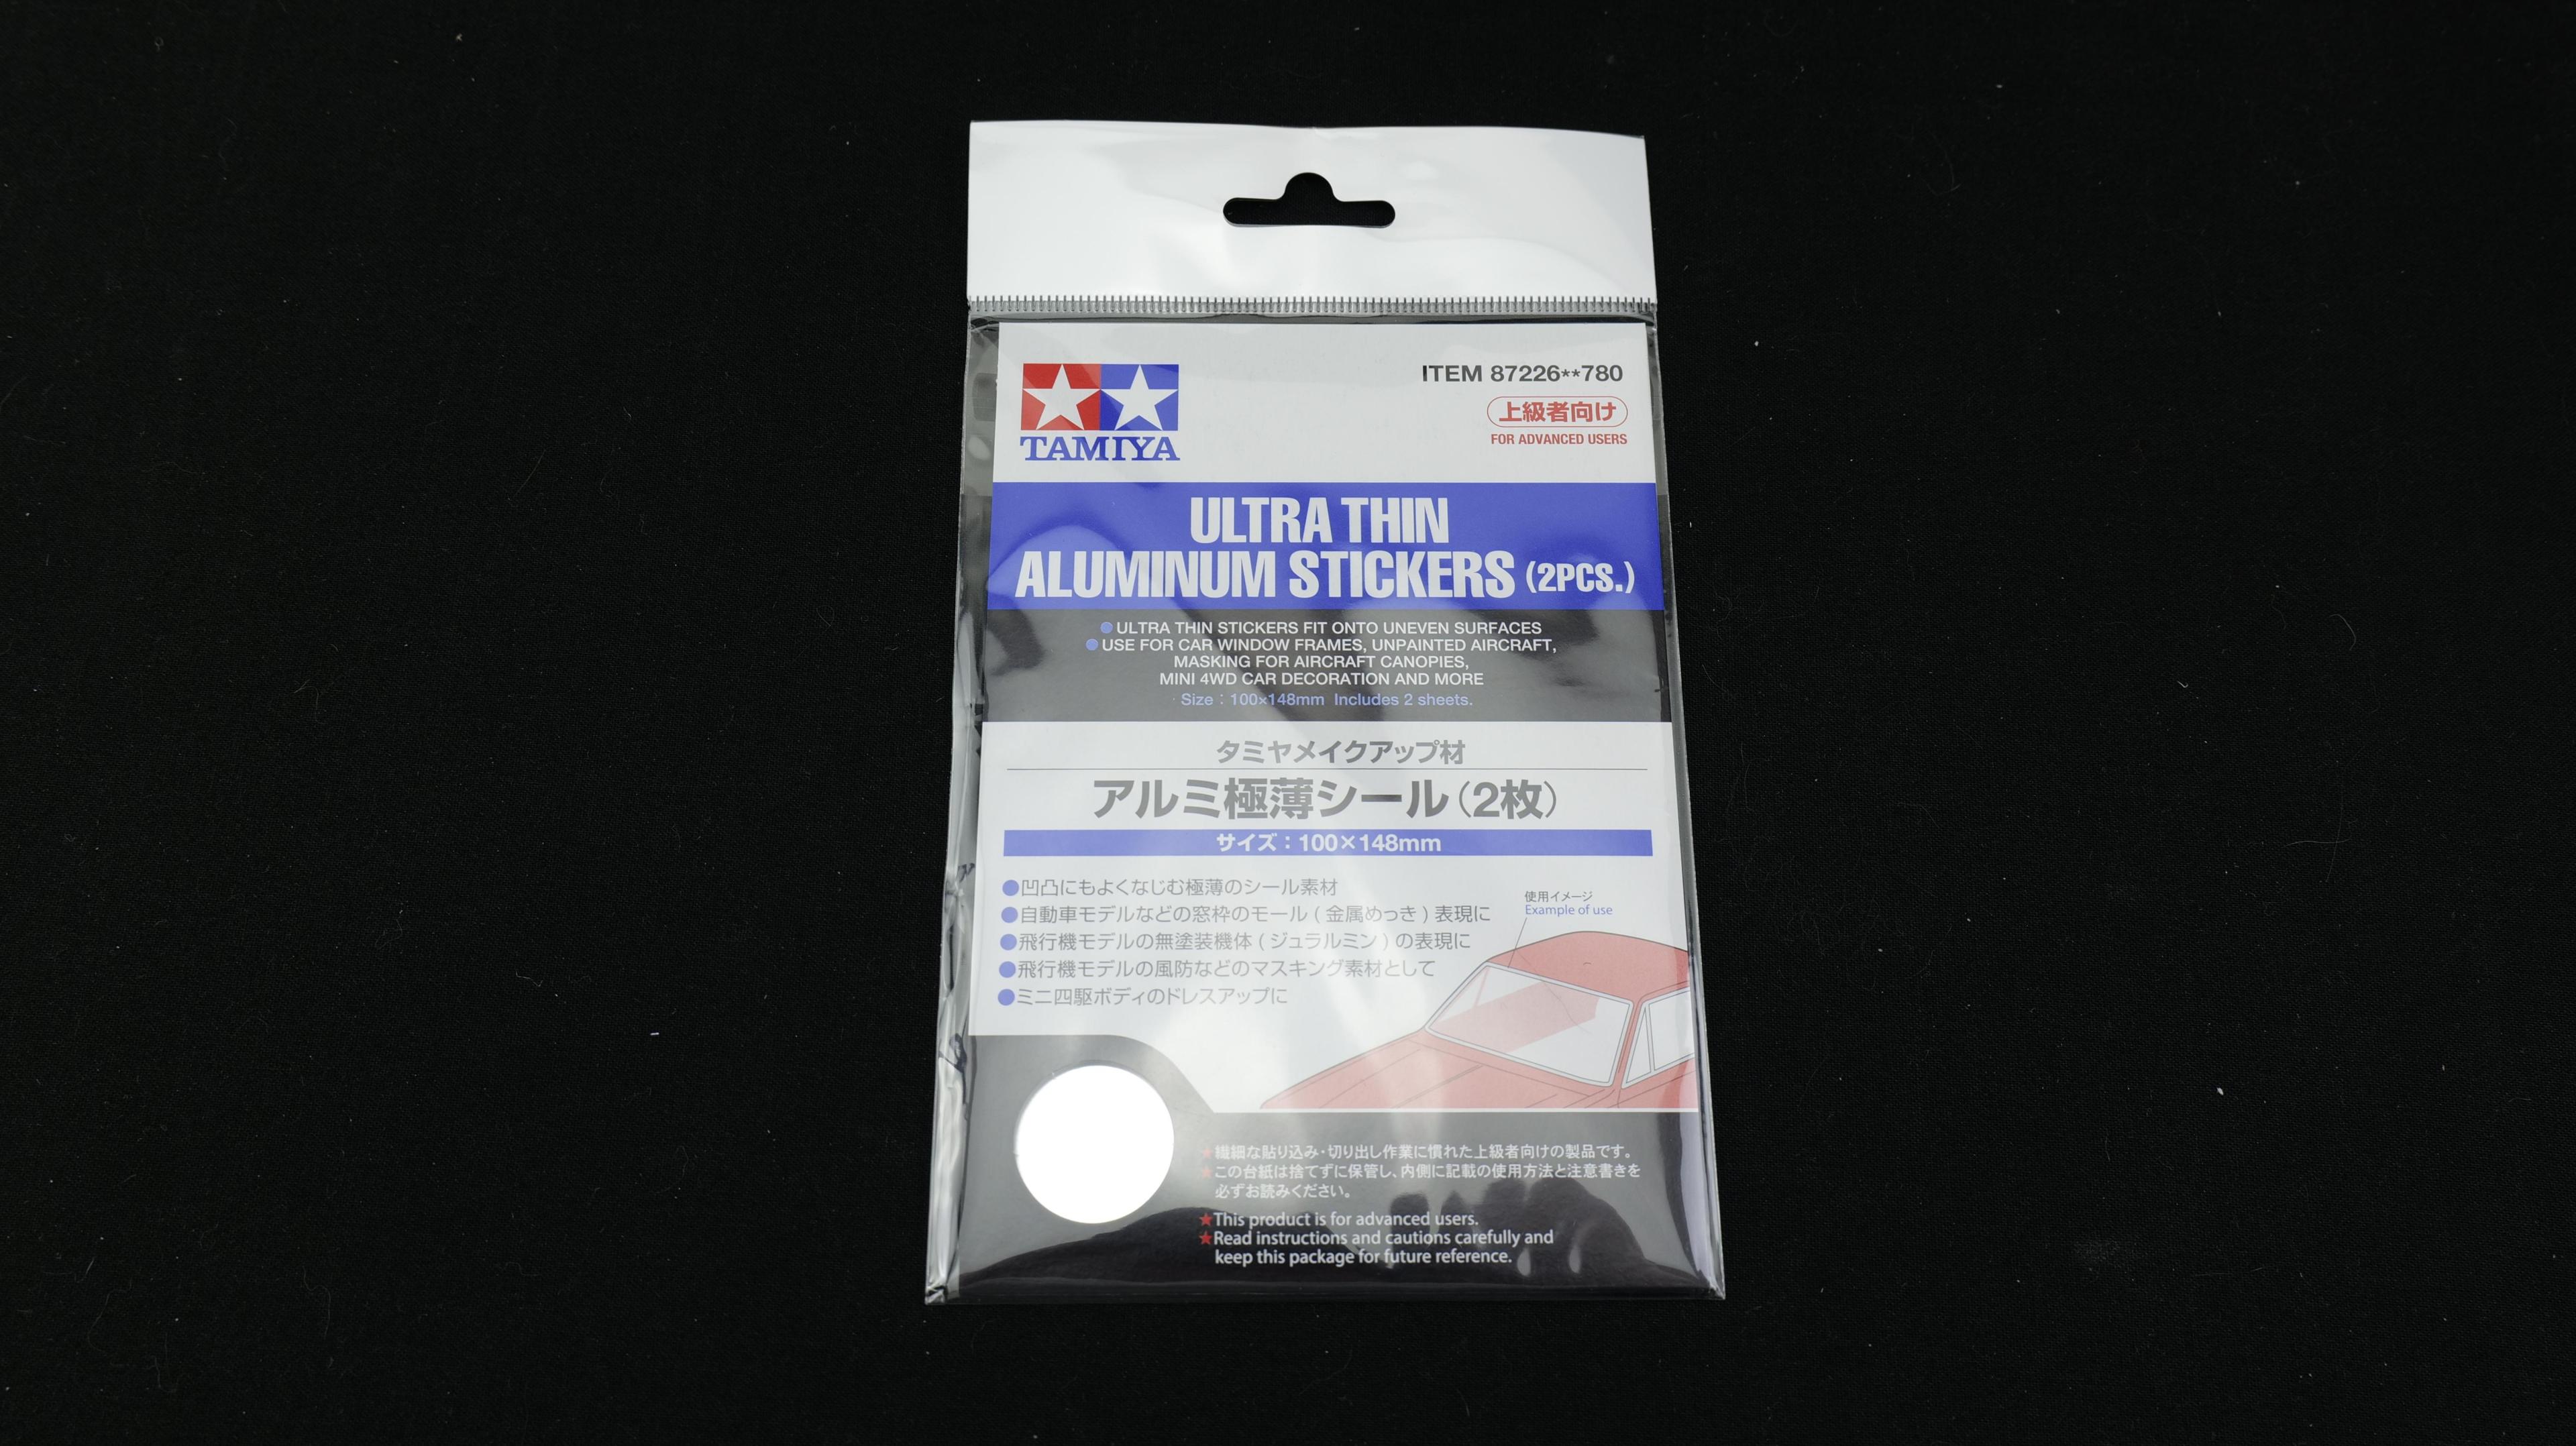 TAMIYA
ITEM 87226**780
上級者向け
FOR ADVANCED USERS
ULTRA THIN
ALUMINUM STICKERS (2PCS.)
●ULTRA THIN STICKERS FIT ONTO UNEVEN SURFACES
●USE FOR CAR WINDOW FRAMES, UNPAINTED AIRCRAFT,
MASKING FOR AIRCRAFT CANOPIES,
MINI 4WD CAR DECORATION AND MORE
· Size : 100×148mm Includes 2 sheets.
タミヤメイクアップ材
アルミ極薄シール(2枚)
サイズ：100×148mm
●凹凸にもよくなじむ極薄のシール素材
●自動車モデルなどの窓枠のモール ( 金属めっき ) 表現に
●飛行機モデルの無塗装機体 ( ジュラルミン ) の表現に
●飛行機モデルの風防などのマスキング素材として
●ミニ四駆ボディのドレスアップに
使用イメージ
Example of use
★繊細な貼り込み・切り出し作業に慣れた上級者向けの製品です。
★この台紙は捨てずに保管し、内側に記載の使用方法と注意書きを
必ずお読みください。
★This product is for advanced users.
★Read instructions and cautions carefully and
keep this package for future reference.